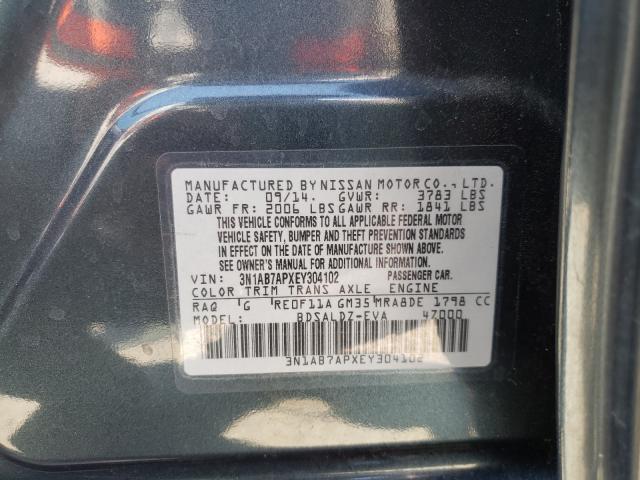 MANUFACTURED BY NISSAN MOTOR CO., LTD.
DATE: 09/14. GVWR: 3783 LBS
GAWR FR: 2006 LBS GAWR RR: 1841 LBS
THIS VEHICLE CONFORMS TO ALL APPLICABLE FEDERAL MOTOR
VEHICLE SAFETY, BUMPER AND THEFT PREVENTION STANDARDS
IN EFFECT ON THE DATE OF MANUFACTURE SHOWN ABOVE.
SEE OWNER'S MANUAL FOR ADDITIONAL INFORMATION.
VIN: 3N1AB7APXEY304102 PASSENGER CAR.
COLOR TRIM TRANS AXLE ENGINE
RAQ G RE0F11A GM35 MRA8DE 1798 CC
MODEL: BDSALDZ-EVA 47000
3N1AB7APXEY304102